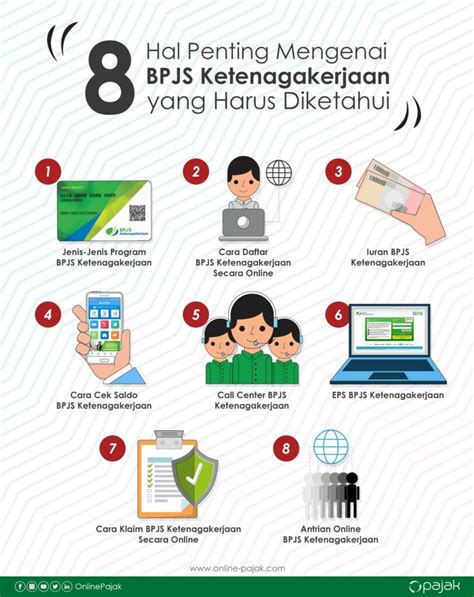 8
Hal Penting Mengenai
BPJS Ketenagakerjaan
yang Harus Diketahui
1
BPJS
Ketenagakerjaan
Jenis-Jenis Program
BPJS Ketenagakerjaan
2
Cara Daftar
BPJS Ketenagakerjaan
Secara Online
3
100000
Iuran BPJS
Ketenagakerjaan
4
Cara Cek Saldo
BPJS Ketenagakerjaan
5
Call Center BPJS
Ketenagakerjaan
6
EPS BPJS Ketenagakerjaan
7
Cara Klaim BPJS Ketenagakerjaan
Secara Online
8
Antrian Online
BPJS Ketenagakerjaan
www.online-pajak.com
OnlinePajak
pajak